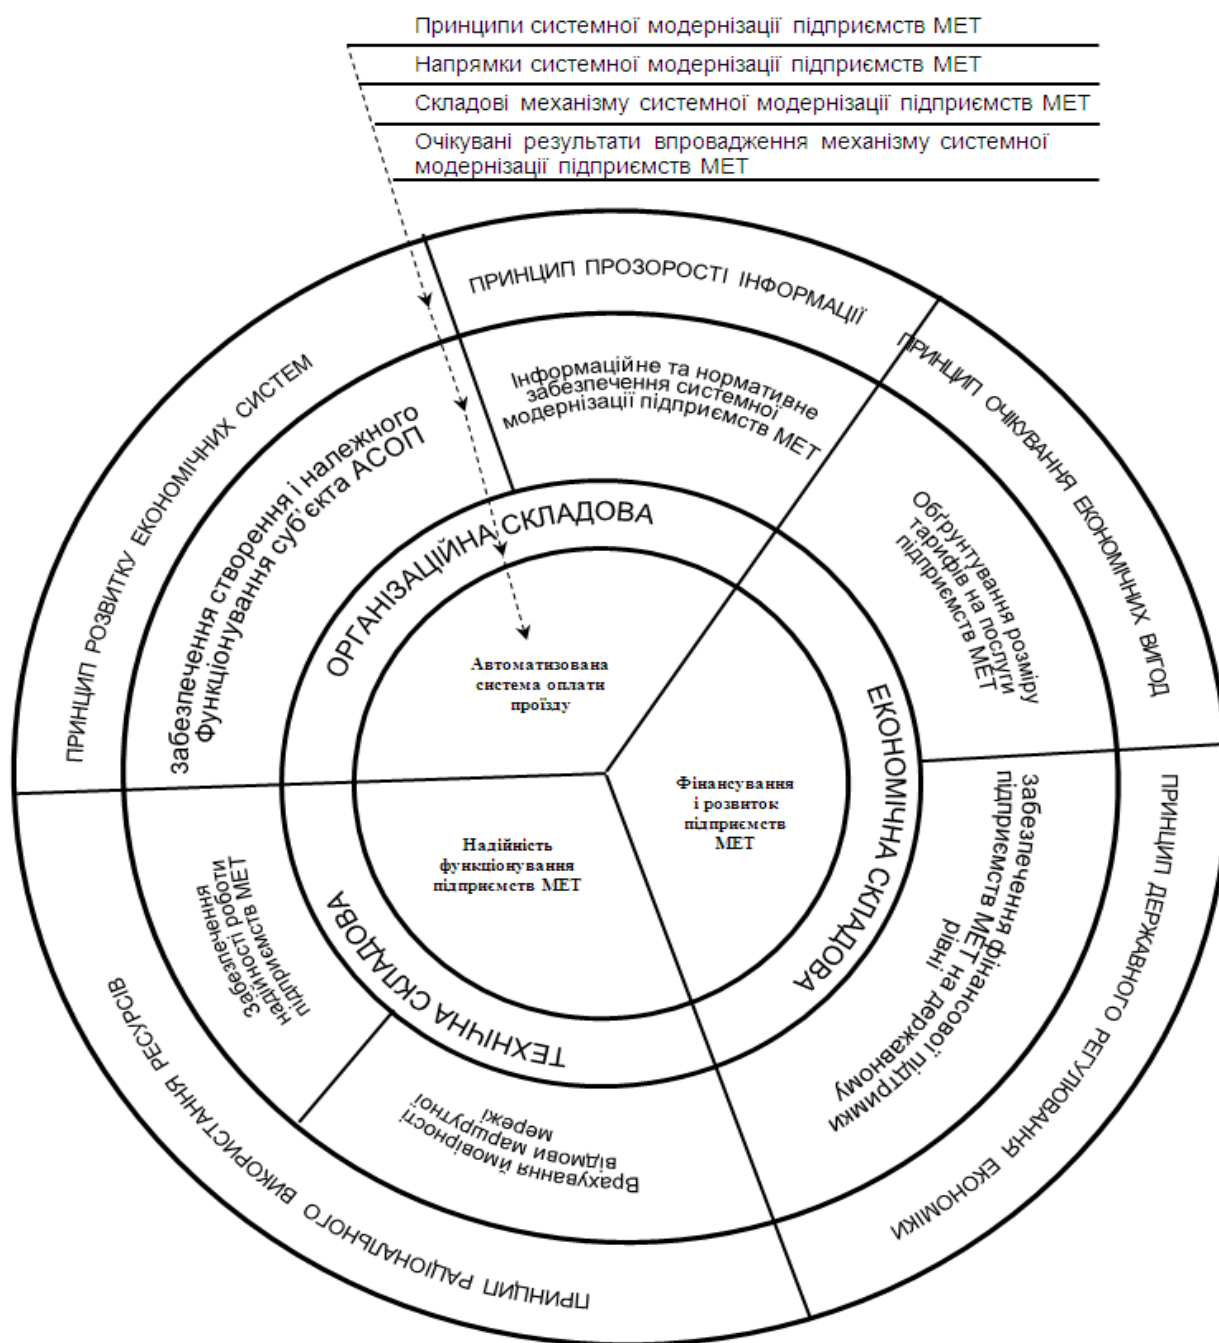 Принципи системної модернізації підприємств МЕТ
Напрямки системної модернізації підприємств МЕТ
Складові механізму системної модернізації підприємств МЕТ
Очікувані результати впровадження механізму системної
модернізації підприємств МЕТ
ПРИНЦИП ПРОЗОРОСТІ ІНФОРМАЦІЇ
ПРИНЦИП ОЧІКУВАННЯ ЕКОНОМІЧНИХ ВИГОД
ПРИНЦИП ДЕРЖАВНОГО РЕГУЛЮВАННЯ ЕКОНОМІКИ
ПРИНЦИП РАЦІОНАЛЬНОГО ВИКОРИСТАННЯ РЕСУРСІВ
ПРИНЦИП РОЗВИТКУ ЕКОНОМІЧНИХ СИСТЕМ
Інформаційне та нормативне
забезпечення системної
модернізації підприємств МЕТ
Обґрунтування розміру
тарифів на послуги
підприємств МЕТ
Забезпечення фінансової підтримки
підприємств МЕТ на державному
рівні
Врахування ймовірності
відмови маршрутної
мережі
Забезпечення
надійності роботи
підприємств МЕТ
Забезпечення створення і належного
Функціонування суб'єкта АСОП
ОРГАНІЗАЦІЙНА СКЛАДОВА
ЕКОНОМІЧНА СКЛАДОВА
ТЕХНІЧНА СКЛАДОВА
Автоматизована
система оплати
проїзду
Фінансування
і розвиток
підприємств
МЕТ
Надійність
функціонування
підприємств МЕТ